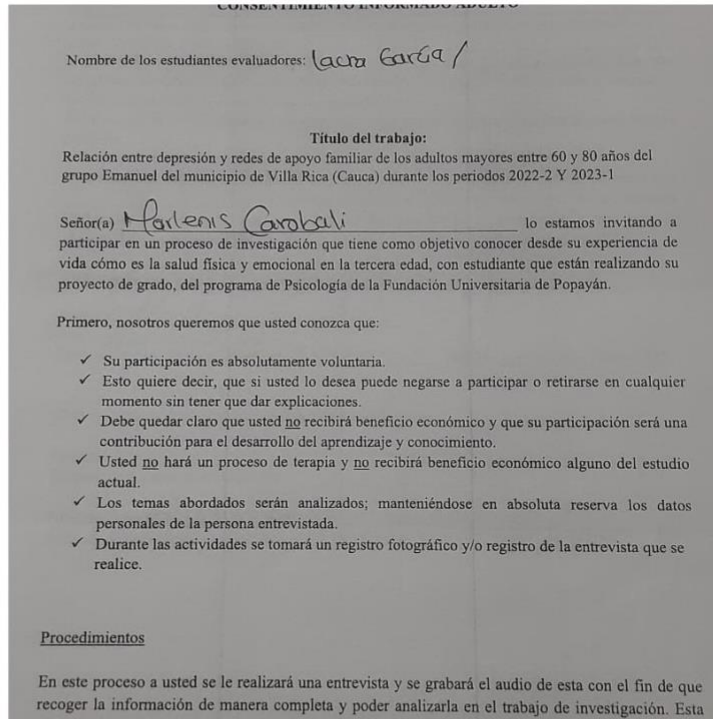 CONSENTIMIENTO INFORMADO ADULTO
Nombre de los estudiantes evaluadores: García /
Título del trabajo:
Relación entre depresión y redes de apoyo familiar de los adultos mayores entre 60 y 80 años del
grupo Emanuel del municipio de Villa Rica (Cauca) durante los periodos 2022-2 Y 2023-1
Señor(a) Marlenis Carabali lo estamos invitando a
participar en un proceso de investigación que tiene como objetivo conocer desde su experiencia de
vida cómo es la salud física y emocional en la tercera edad, con estudiante que están realizando su
proyecto de grado, del programa de Psicología de la Fundación Universitaria de Popayán.
Primero, nosotros queremos que usted conozca que:
✓ Su participación es absolutamente voluntaria.
✓ Esto quiere decir, que si usted lo desea puede negarse a participar o retirarse en cualquier
momento sin tener que dar explicaciones.
✓ Debe quedar claro que usted no recibirá beneficio económico y que su participación será una
contribución para el desarrollo del aprendizaje y conocimiento.
✓ Usted no hará un proceso de terapia y no recibirá beneficio económico alguno del estudio
actual.
✓ Los temas abordados serán analizados; manteniéndose en absoluta reserva los datos
personales de la persona entrevistada.
✓ Durante las actividades se tomará un registro fotográfico y/o registro de la entrevista que se
realice.
Procedimientos
En este proceso a usted se le realizará una entrevista y se grabará el audio de esta con el fin de que
recoger la información de manera completa y poder analizarla en el trabajo de investigación. Esta